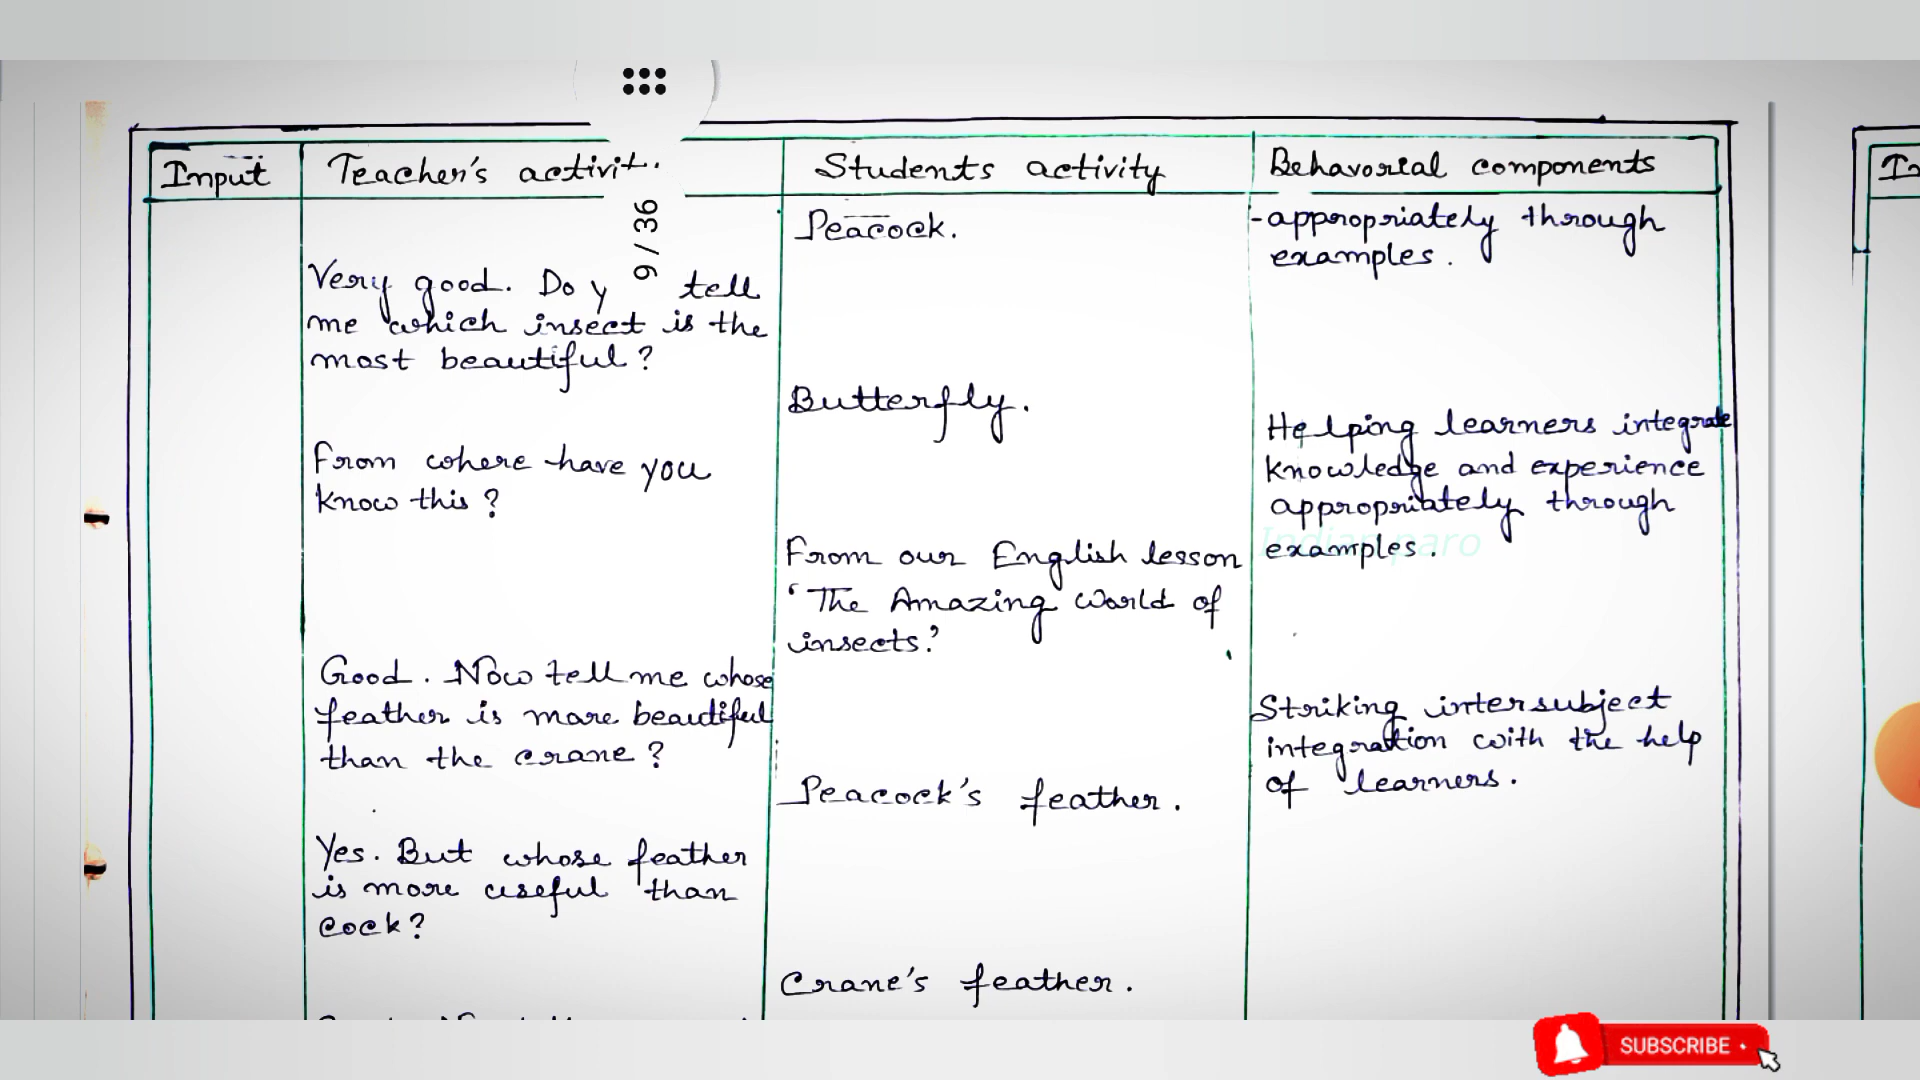 Input
Teacher's activit
Students activity
Behavorial components
9/36
Peacock.
-appropriately through
examples.
Very good. Do y tell
me which insect is the
most beautiful?
Butterfly.
From where have you
know this?
Helping learners integrate
knowledge and experience
appropriately through
examples.
From our English lesson
'The Amazing World of
insects.'
Good. Now tell me whose
feather is more beautiful
than the crane?
Striking intersubject
integration with the help
of learners.
Peacock's feather.
Yes. But whose feather
is more useful than
cock?
Crane's feather.
In
SUBSCRIBE